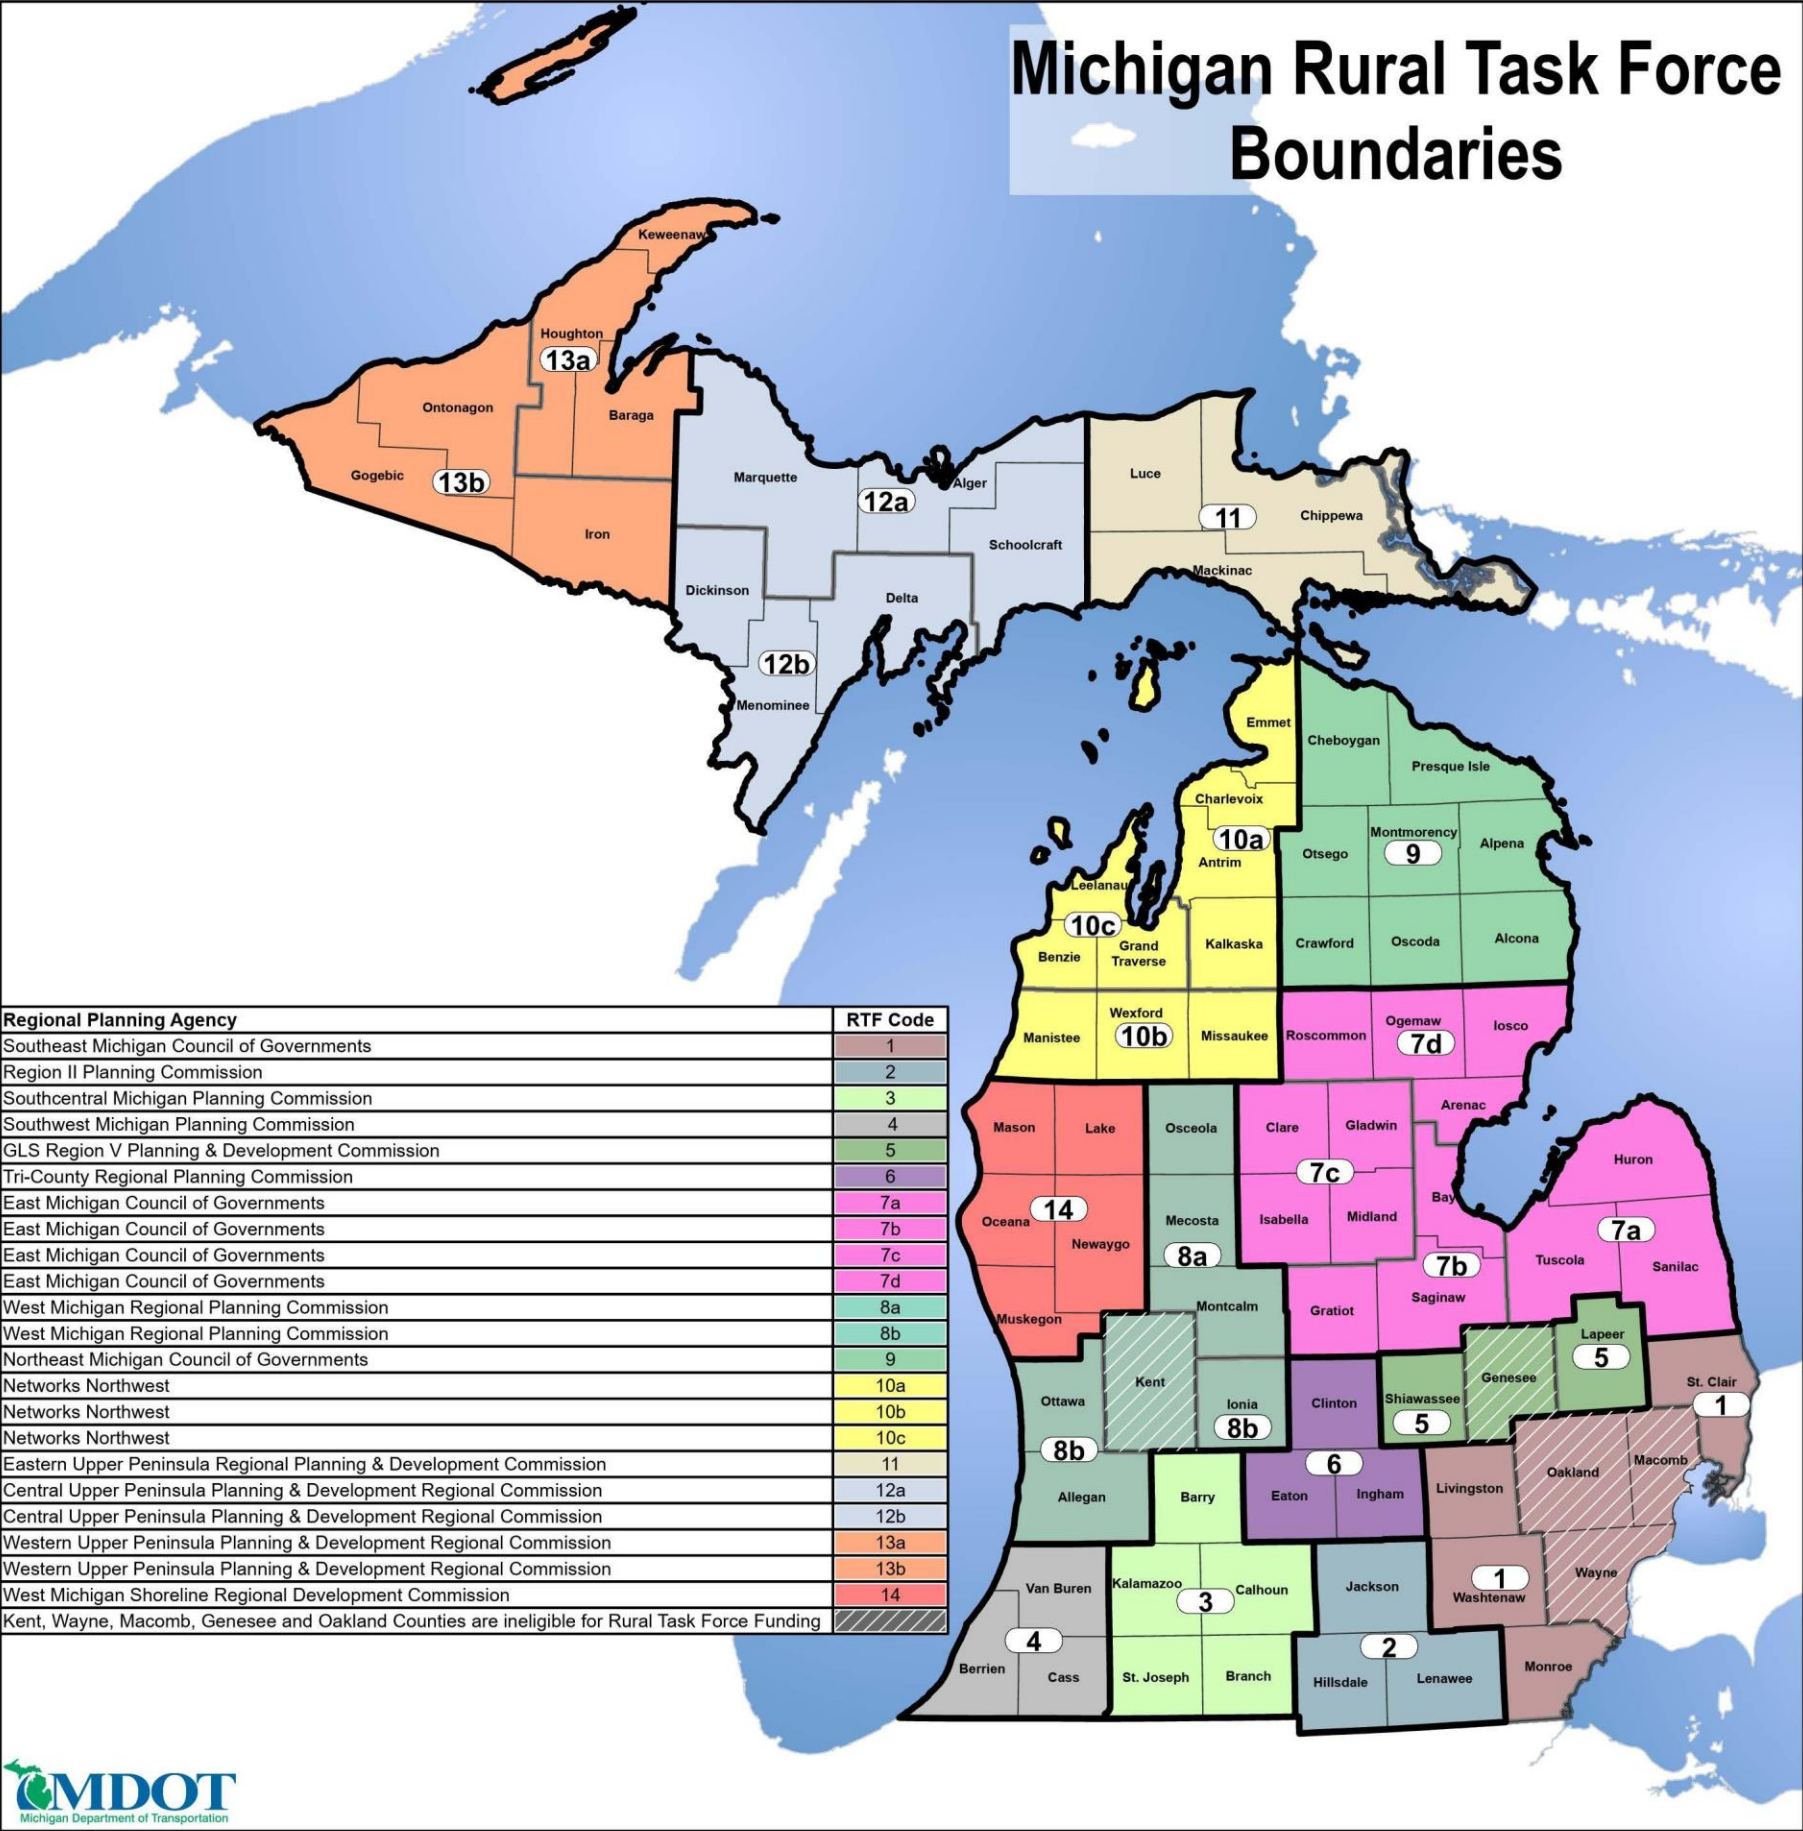 Michigan Rural Task Force
Boundaries
Keweenaw
Houghton
13a
Ontonagon
Baraga
Gogebic
13b
Iron
Marquette
12a
Alger
Schoolcraft
Dickinson
Delta
12b
Menominee
Luce
11
Chippewa
Mackinac
Emmet
Cheboygan
Presque Isle
Charlevoix
10a
Antrim
Otsego
Montmorency
9
Alpena
Leelanau
10c
Benzie
Grand
Traverse
Kalkaska
Crawford
Oscoda
Alcona
Manistee
Wexford
10b
Missaukee
Roscommon
Ogemaw
7d
Iosco
Arenac
Mason
Lake
Osceola
Clare
Gladwin
7c
Huron
Oceana
14
Newaygo
Mecosta
8a
Isabella
Midland
Bay
7a
Tuscola
Sanilac
7b
Saginaw
Muskegon
Montcalm
Gratiot
Lapeer
5
Kent
Genesee
St. Clair
1
Ottawa
Ionia
8b
Clinton
Shiawassee
5
8b
6
Oakland
Macomb
Allegan
Barry
Eaton
Ingham
Livingston
Wayne
Van Buren
Kalamazoo
Calhoun
3
Jackson
1
Washtenaw
4
Berrien
Cass
St. Joseph
Branch
2
Hillsdale
Lenawee
Monroe
Regional Planning Agency RTF Code
Southeast Michigan Council of Governments 1
Region II Planning Commission 2
Southcentral Michigan Planning Commission 3
Southwest Michigan Planning Commission 4
GLS Region V Planning & Development Commission 5
Tri-County Regional Planning Commission 6
East Michigan Council of Governments 7a
East Michigan Council of Governments 7b
East Michigan Council of Governments 7c
East Michigan Council of Governments 7d
West Michigan Regional Planning Commission 8a
West Michigan Regional Planning Commission 8b
Northeast Michigan Council of Governments 9
Networks Northwest 10a
Networks Northwest 10b
Networks Northwest 10c
Eastern Upper Peninsula Regional Planning & Development Commission 11
Central Upper Peninsula Planning & Development Regional Commission 12a
Central Upper Peninsula Planning & Development Regional Commission 12b
Western Upper Peninsula Planning & Development Regional Commission 13a
Western Upper Peninsula Planning & Development Regional Commission 13b
West Michigan Shoreline Regional Development Commission 14
Kent, Wayne, Macomb, Genesee and Oakland Counties are ineligible for Rural Task Force Funding
MDOT
Michigan Department of Transportation